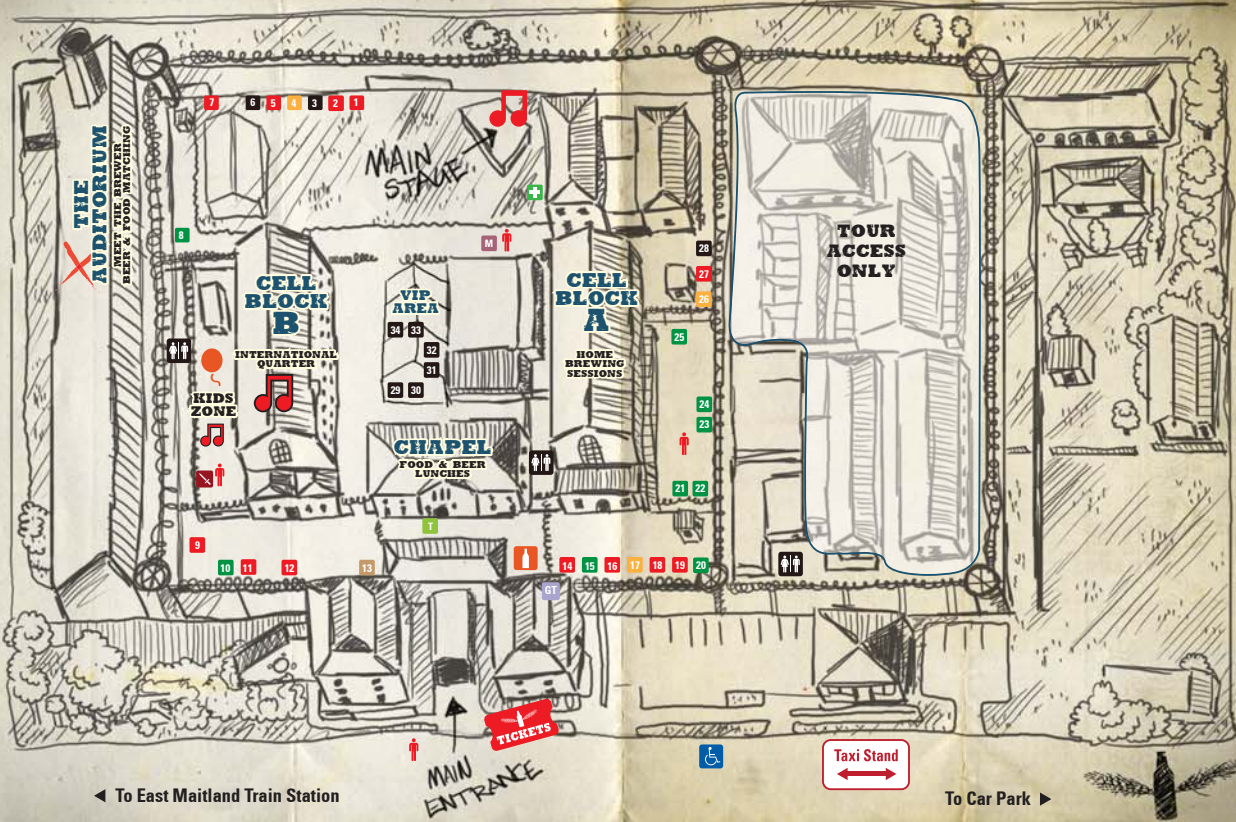 7
6
5
4
3
2
1
MAIN
STAGE
THE
AUDITORIUM
MEET THE BREWER
BEER & FOOD MATCHING
8
M
28
27
26
25
24
23
21
22
TOUR
ACCESS
ONLY
CELL
BLOCK
B
INTERNATIONAL
QUARTER
VIP
AREA
34
33
32
31
29
30
CELL
BLOCK
A
HOME
BREWING
SESSIONS
KIDS
ZONE
CHAPEL
FOOD & BEER
LUNCHES
T
9
10
11
12
13
14
15
16
17
18
19
20
GT
TICKETS
MAIN
ENTRANCE
Taxi Stand
To East Maitland Train Station
To Car Park